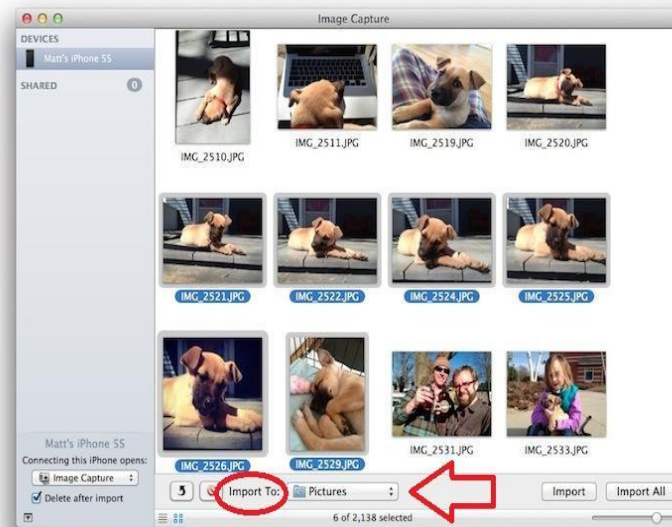 Image Capture
DEVICES
Matt's iPhone 5S
SHARED 0
IMG_2510.JPG
IMG_2511.JPG
IMG_2519.JPG
IMG_2520.JPG
IMG_2521.JPG
IMG_2522.JPG
IMG_2524.JPG
IMG_2525.JPG
IMG_2526.JPG
IMG_2529.JPG
IMG_2531.JPG
IMG_2533.JPG
Matt's iPhone 5S
Connecting this iPhone opens:
Image Capture
Delete after import
Import To: Pictures
Import
Import All
6 of 2,138 selected